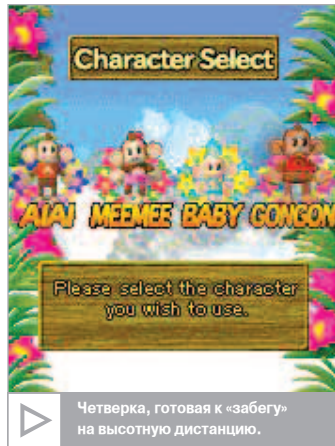 Character Select
AIAI MEEMEE BABY GONGON
Please select the character
you wish to use.
Четверка, готовая к «забегу»
на высотную дистанцию.